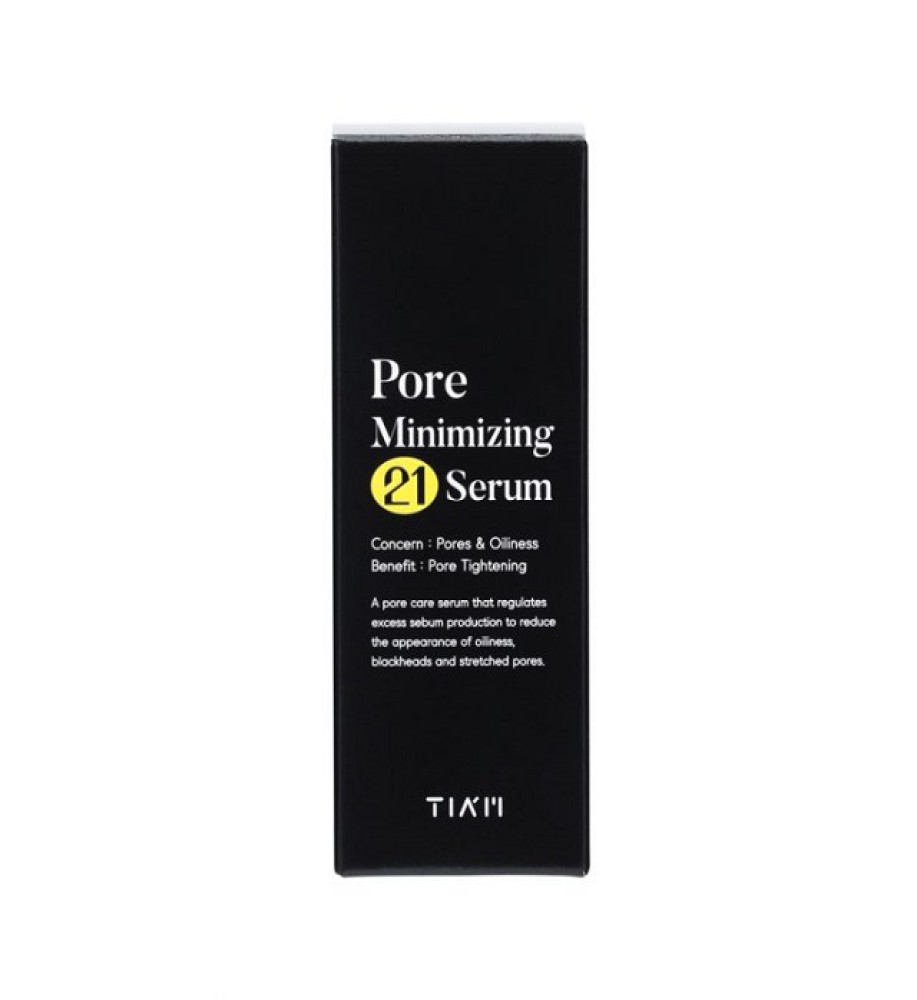 Pore
Minimizing
21 Serum
Concern : Pores & Oiliness
Benefit : Pore Tightening
A pore care serum that regulates
excess sebum production to reduce
the appearance of oiliness,
blackheads and stretched pores.
TIA'M